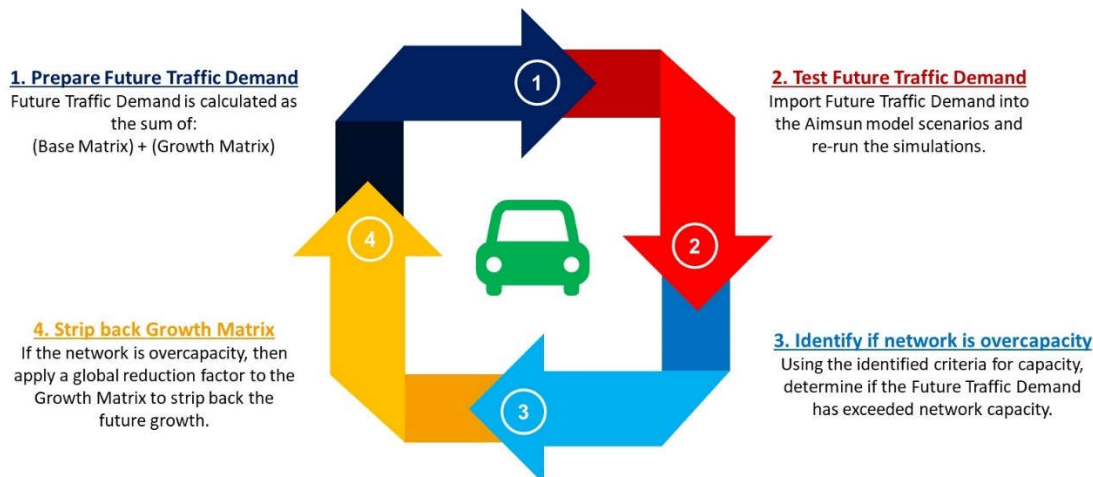 1. Prepare Future Traffic Demand
Future Traffic Demand is calculated as
the sum of:
(Base Matrix) + (Growth Matrix)
1
2. Test Future Traffic Demand
Import Future Traffic Demand into
the Aimsun model scenarios and
re-run the simulations.
2
3. Identify if network is overcapacity
Using the identified criteria for capacity,
determine if the Future Traffic Demand
has exceeded network capacity.
3
4. Strip back Growth Matrix
If the network is overcapacity, then
apply a global reduction factor to the
Growth Matrix to strip back the
future growth.
4